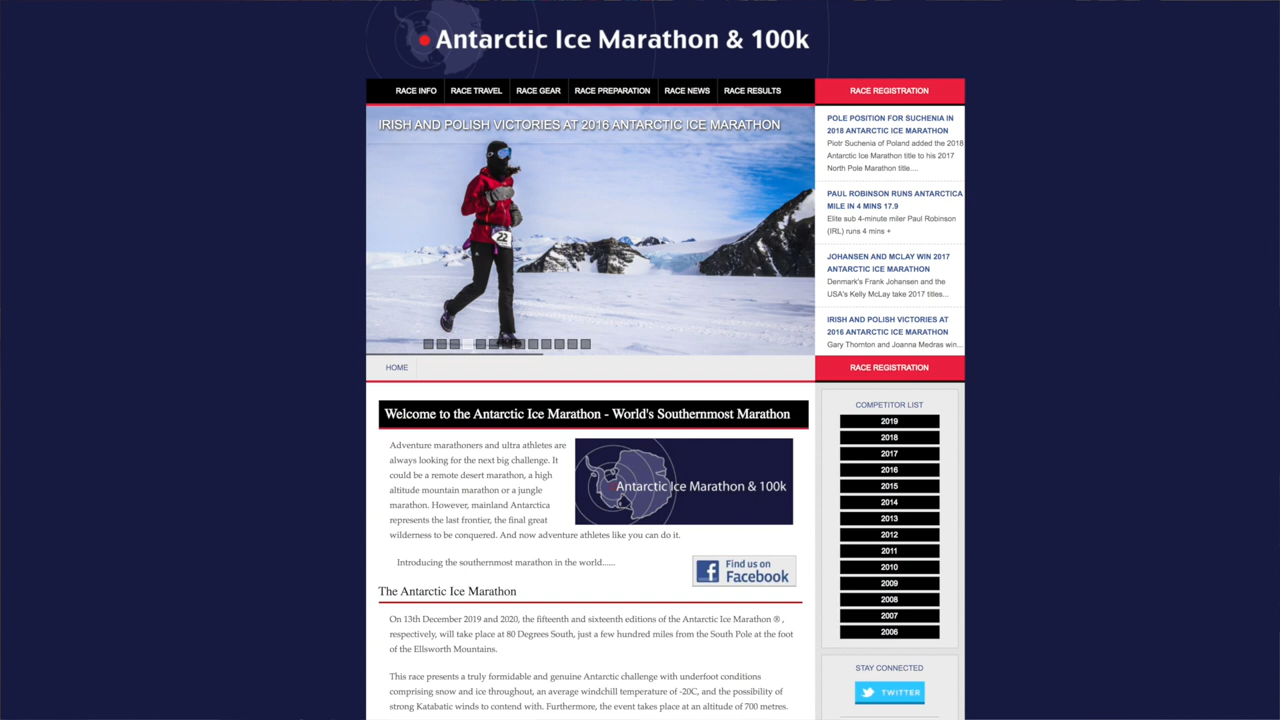 Antarctic Ice Marathon & 100k
RACE INFO
RACE TRAVEL
RACE GEAR
RACE PREPARATION
RACE NEWS
RACE RESULTS
RACE REGISTRATION
IRISH AND POLISH VICTORIES AT 2016 ANTARCTIC ICE MARATHON
22
POLE POSITION FOR SUCHENIA IN
2018 ANTARCTIC ICE MARATHON
Piotr Suchenia of Poland added the 2018
Antarctic Ice Marathon title to his 2017
North Pole Marathon title....
PAUL ROBINSON RUNS ANTARCTICA
MILE IN 4 MINS 17.9
Elite sub 4-minute miler Paul Robinson
(IRL) runs 4 mins +
JOHANSEN AND MCLAY WIN 2017
ANTARCTIC ICE MARATHON
Denmark's Frank Johansen and the
USA's Kelly McLay take 2017 titles...
IRISH AND POLISH VICTORIES AT
2016 ANTARCTIC ICE MARATHON
Gary Thornton and Joanna Medras win...
HOME
RACE REGISTRATION
Welcome to the Antarctic Ice Marathon - World's Southernmost Marathon
Adventure marathoners and ultra athletes are
always looking for the next big challenge. It
could be a remote desert marathon, a high
altitude mountain marathon or a jungle
marathon. However, mainland Antarctica
represents the last frontier, the final great
wilderness to be conquered. And now adventure athletes like you can do it.
Antarctic Ice Marathon & 100k
Introducing the southernmost marathon in the world......
Find us on
Facebook
The Antarctic Ice Marathon
On 13th December 2019 and 2020, the fifteenth and sixteenth editions of the Antarctic Ice Marathon ® ,
respectively, will take place at 80 Degrees South, just a few hundred miles from the South Pole at the foot
of the Ellsworth Mountains.
This race presents a truly formidable and genuine Antarctic challenge with underfoot conditions
comprising snow and ice throughout, an average windchill temperature of -20C, and the possibility of
strong Katabatic winds to contend with. Furthermore, the event takes place at an altitude of 700 metres.
COMPETITOR LIST
2019
2018
2017
2016
2015
2014
2013
2012
2011
2010
2009
2008
2007
2006
STAY CONNECTED
TWITTER